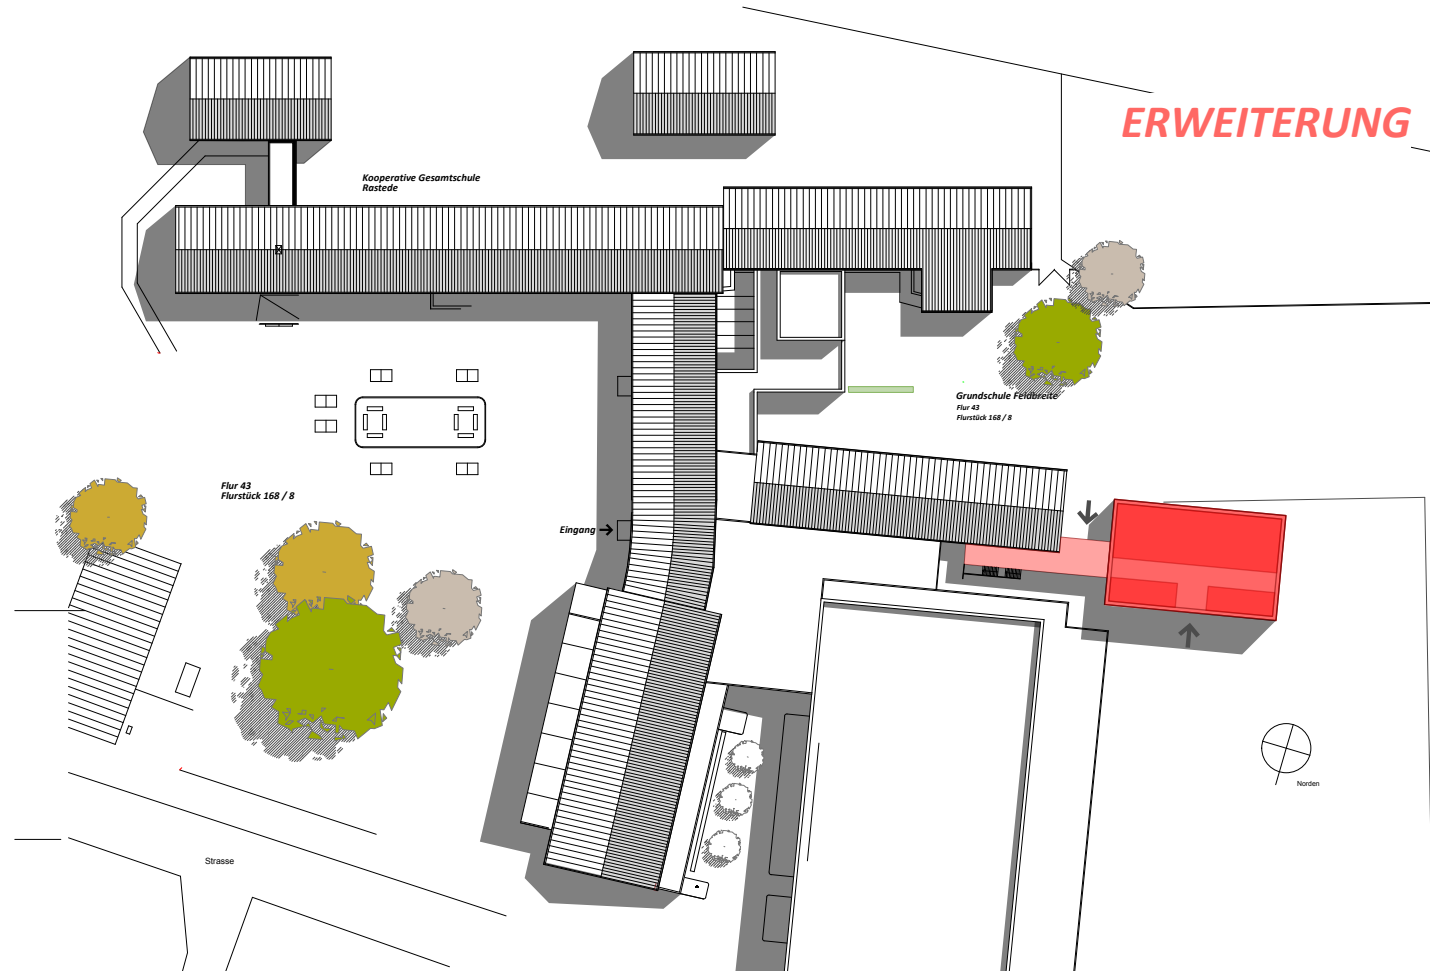 ERWEITERUNG
Kooperative Gesamtschule
Rastede
Grundschule Feldbreite
Flur 43
Flurstück 168 / 8
Flur 43
Flurstück 168 / 8
Eingang
Norden
Strasse